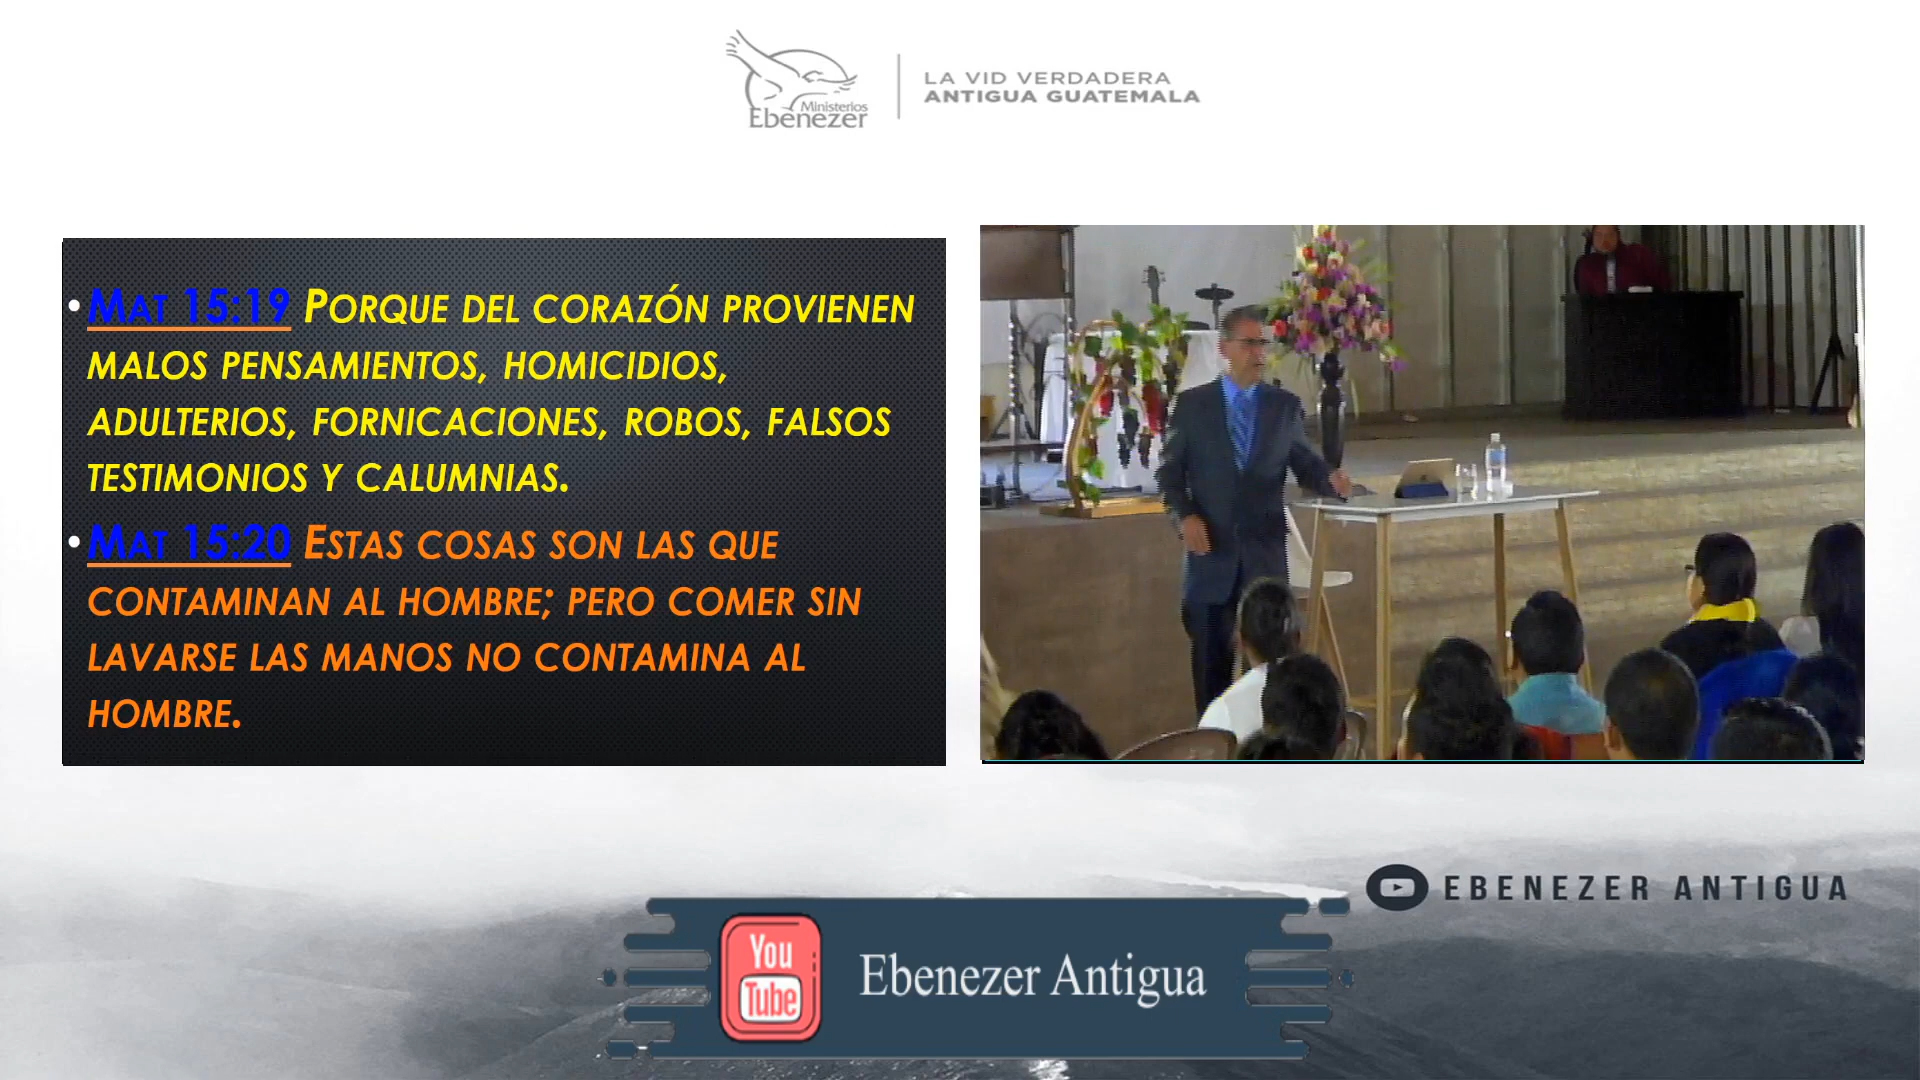 Ministerios
Ebenezer
LA VID VERDADERA
ANTIGUA GUATEMALA
• MAT 15:19 PORQUE DEL CORAZÓN PROVIENEN
MALOS PENSAMIENTOS, HOMICIDIOS,
ADULTERIOS, FORNICACIONES, ROBOS, FALSOS
TESTIMONIOS Y CALUMNIAS.
• MAT 15:20 ESTAS COSAS SON LAS QUE
CONTAMINAN AL HOMBRE; PERO COMER SIN
LAVARSE LAS MANOS NO CONTAMINA AL
HOMBRE.
EBENEZER ANTIGUA
You
Tube
Ebenezer Antigua